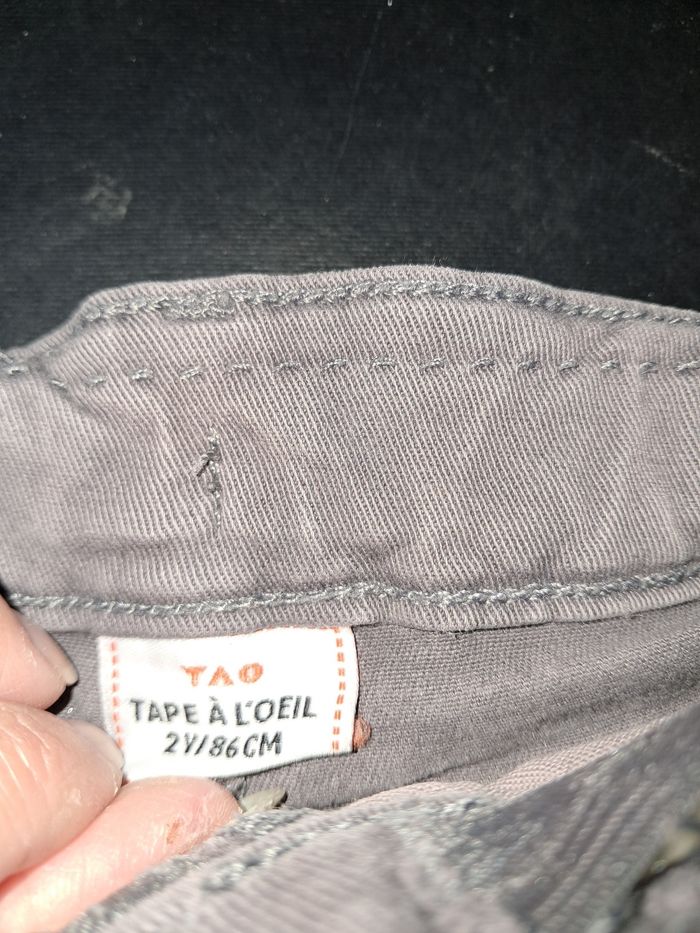 TAO
TAPE À L'OEIL
2Y/86CM